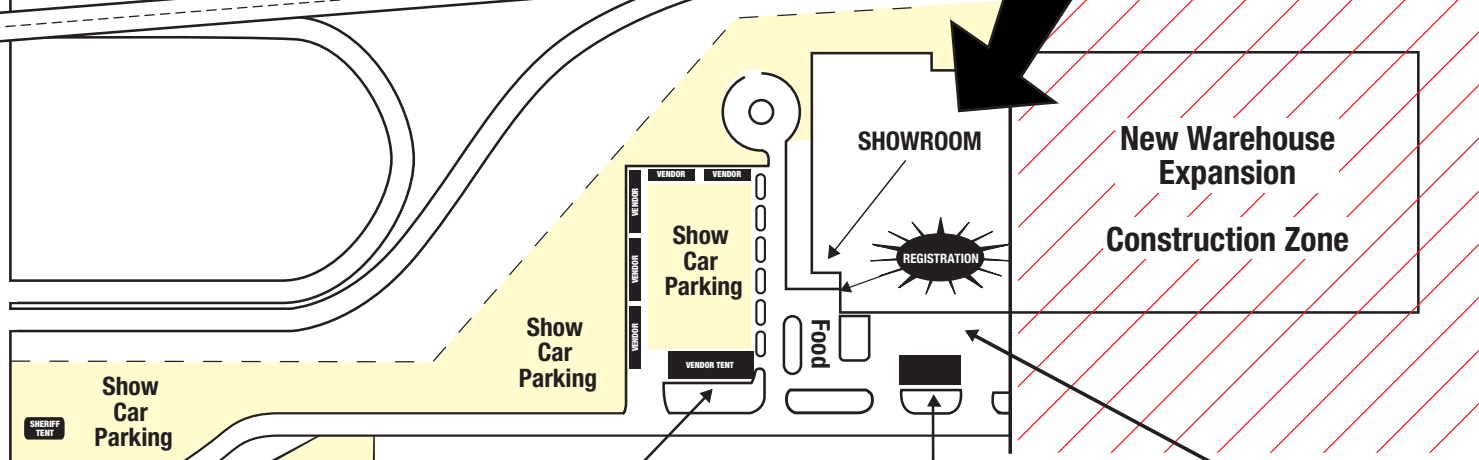 SHOWROOM
New Warehouse
Expansion
Construction Zone
REGISTRATION
VENDOR
VENDOR
VENDOR
VENDOR
VENDOR
Show
Car
Parking
Food
VENDOR TENT
Show
Car
Parking
Show
Car
Parking
SHERIFF
TENT